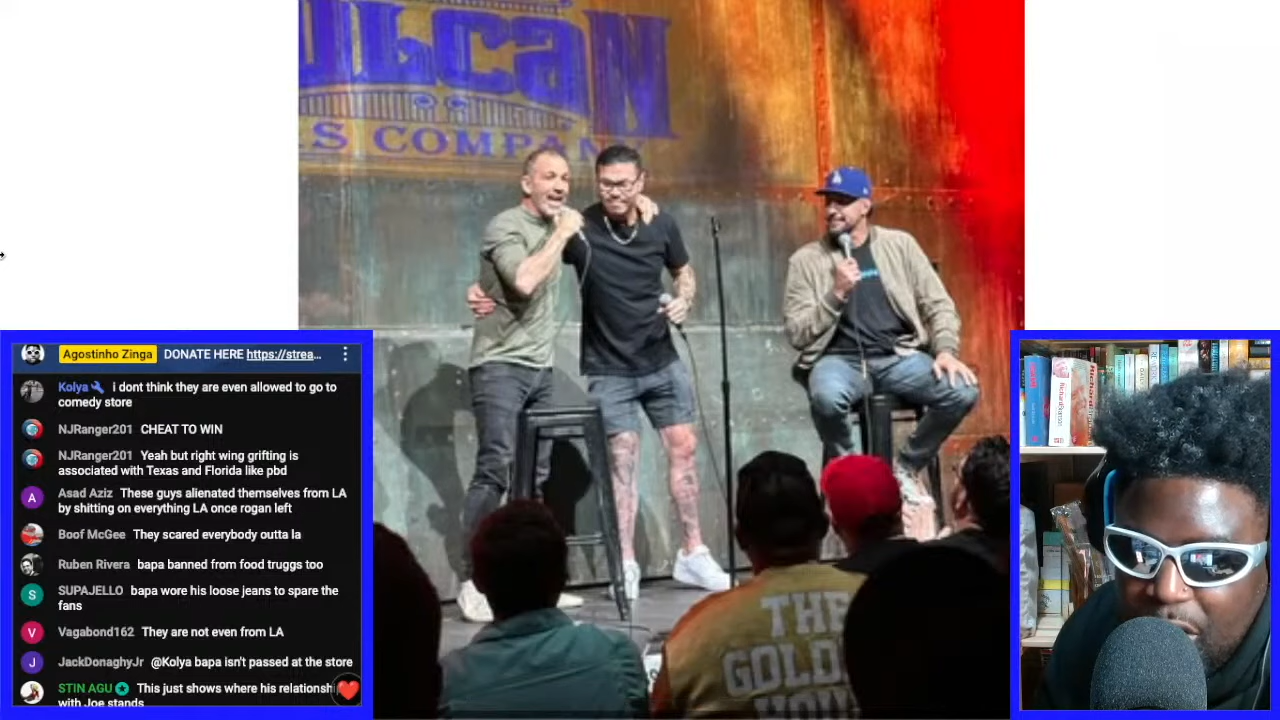 COMPANY
Agostinho Zinga DONATE HERE https://strea...
Kolya i dont think they are even allowed to go to
comedy store
NJRanger201 CHEAT TO WIN
NJRanger201 Yeah but right wing grifting is
associated with Texas and Florida like pbd
A Asad Aziz These guys alienated themselves from LA
by shitting on everything LA once rogan left
Boof McGee They scared everybody outta la
Ruben Rivera bapa banned from food truggs too
S SUPAJELLO bapa wore his loose jeans to spare the
fans
V Vagabond162 They are not even from LA
J JackDonaghyJr @Kolya bapa isn't passed at the store
STIN AGU This just shows where his
with Joe stands
THE